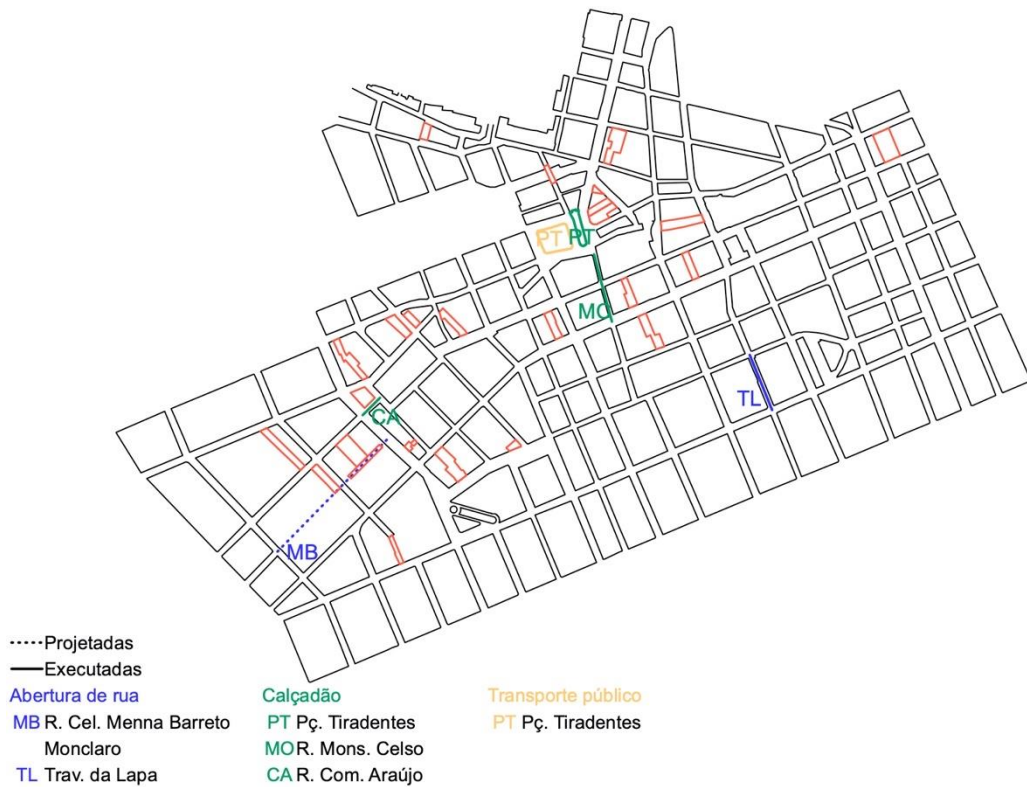 PT PT
MO
CA
TL
MB
Projetadas
Executadas
Abertura de rua
MB R. Cel. Menna Barreto
Monclaro
TL Trav. da Lapa
Calçadão
PT Pç. Tiradentes
MO R. Mons. Celso
CA R. Com. Araújo
Transporte público
PT Pç. Tiradentes